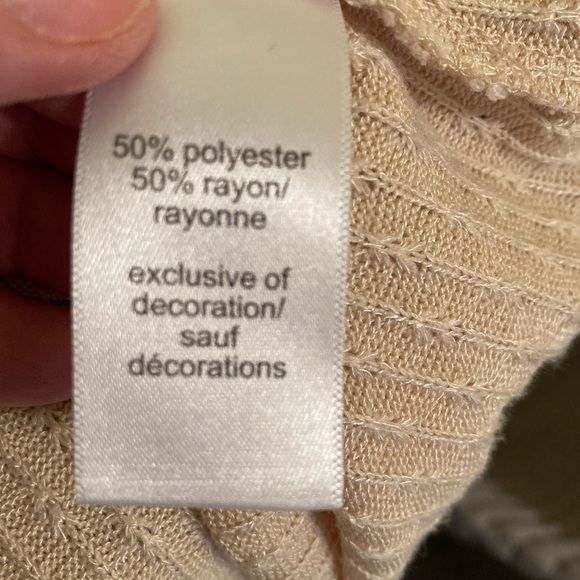 50% polyester
50% rayon/
rayonne
exclusive of
decoration/
sauf
décorations